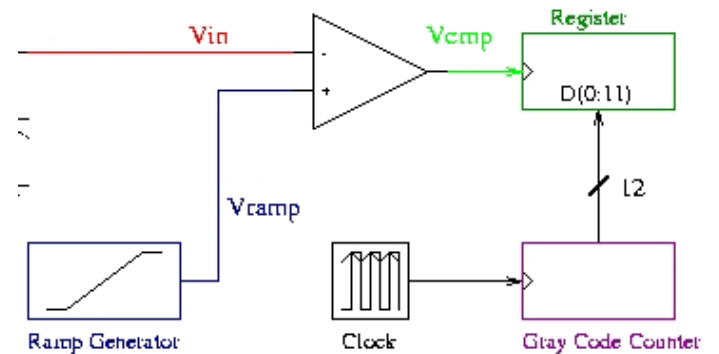 Register
Vin
Vcmp
-
+
D(0:11)
Vramp
12
Ramp Generator
Clock
Gray Code Counter